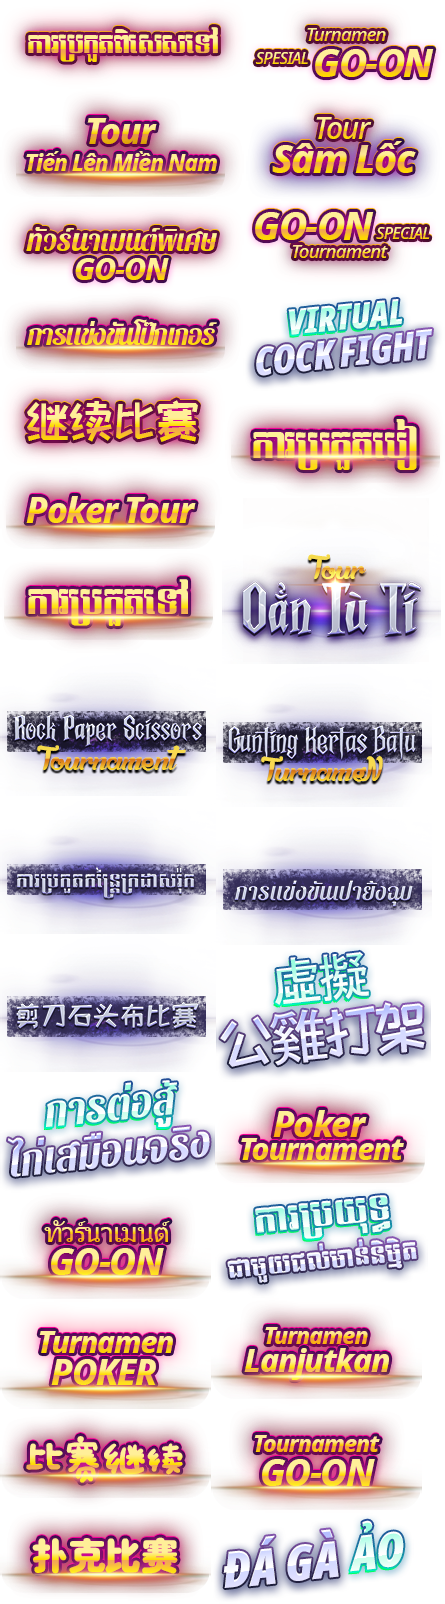 ការប្រកួតពិសេសទៅ
Turnamen
SPESIAL GO-ON
Tour
Tiến Lên Miền Nam
Tour
Sâm Lốc
ทัวร์นาเมนต์พิเศษ
GO-ON
GO-ON SPECIAL
Tournament
การแข่งขันโป๊กเกอร์
VIRTUAL
COCK FIGHT
继续比赛
ការប្រកួតបៀ
Poker Tour
Tour
Oẳn Tù Tì
ការប្រកួតទៅ
Rock Paper Scissors
Tournament
Gunting Kertas Batu
TurnameN
ការប្រកួតកន្ត្រៃក្រដាសរ៉ុក
การแข่งขันเป่ายิ้งฉุบ
剪刀石头布比赛
虛擬
公雞打架
การต่อสู้
ไก่เสมือนจริง
Poker
Tournament
ทัวร์นาเมนต์
GO-ON
ការប្រយុទ្ធ
ជាមួយជល់មាន់និម្មិត
Turnamen
POKER
Turnamen
Lanjutkan
比赛继续
Tournament
GO-ON
扑克比赛
ĐÁ GÀ ẢO